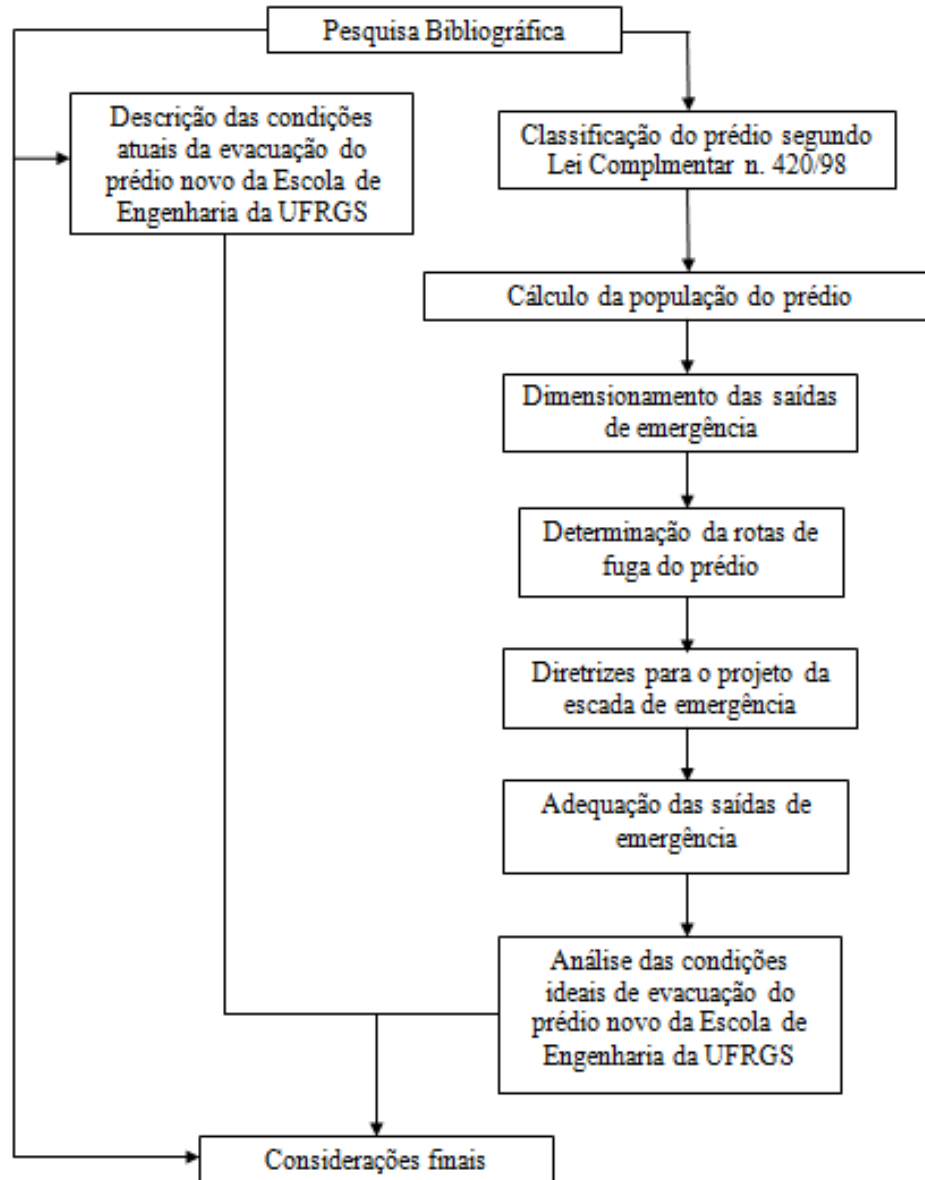 Pesquisa Bibliográfica
Descrição das condições
atuais da evacuação do
prédio novo da Escola de
Engenharia da UFRGS
Classificação do prédio segundo
Lei Complmentar n. 420/98
Cálculo da população do prédio
Dimensionamento das saídas
de emergência
Determinação da rotas de
fuga do prédio
Diretrizes para o projeto da
escada de emergência
Adequação das saídas de
emergência
Análise das condições
ideais de evacuação do
prédio novo da Escola de
Engenharia da UFRGS
Considerações finais